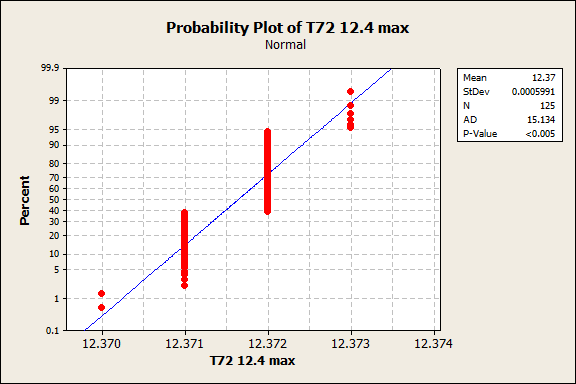 Probability Plot of T72 12.4 max
Normal
99.9
99
95
90
80
70
60
50
40
30
20
10
5
1
0.1
Percent
12.370 12.371 12.372 12.373 12.374
T72 12.4 max
Mean 12.37
StDev 0.0005991
N 125
AD 15.134
P-Value <0.005